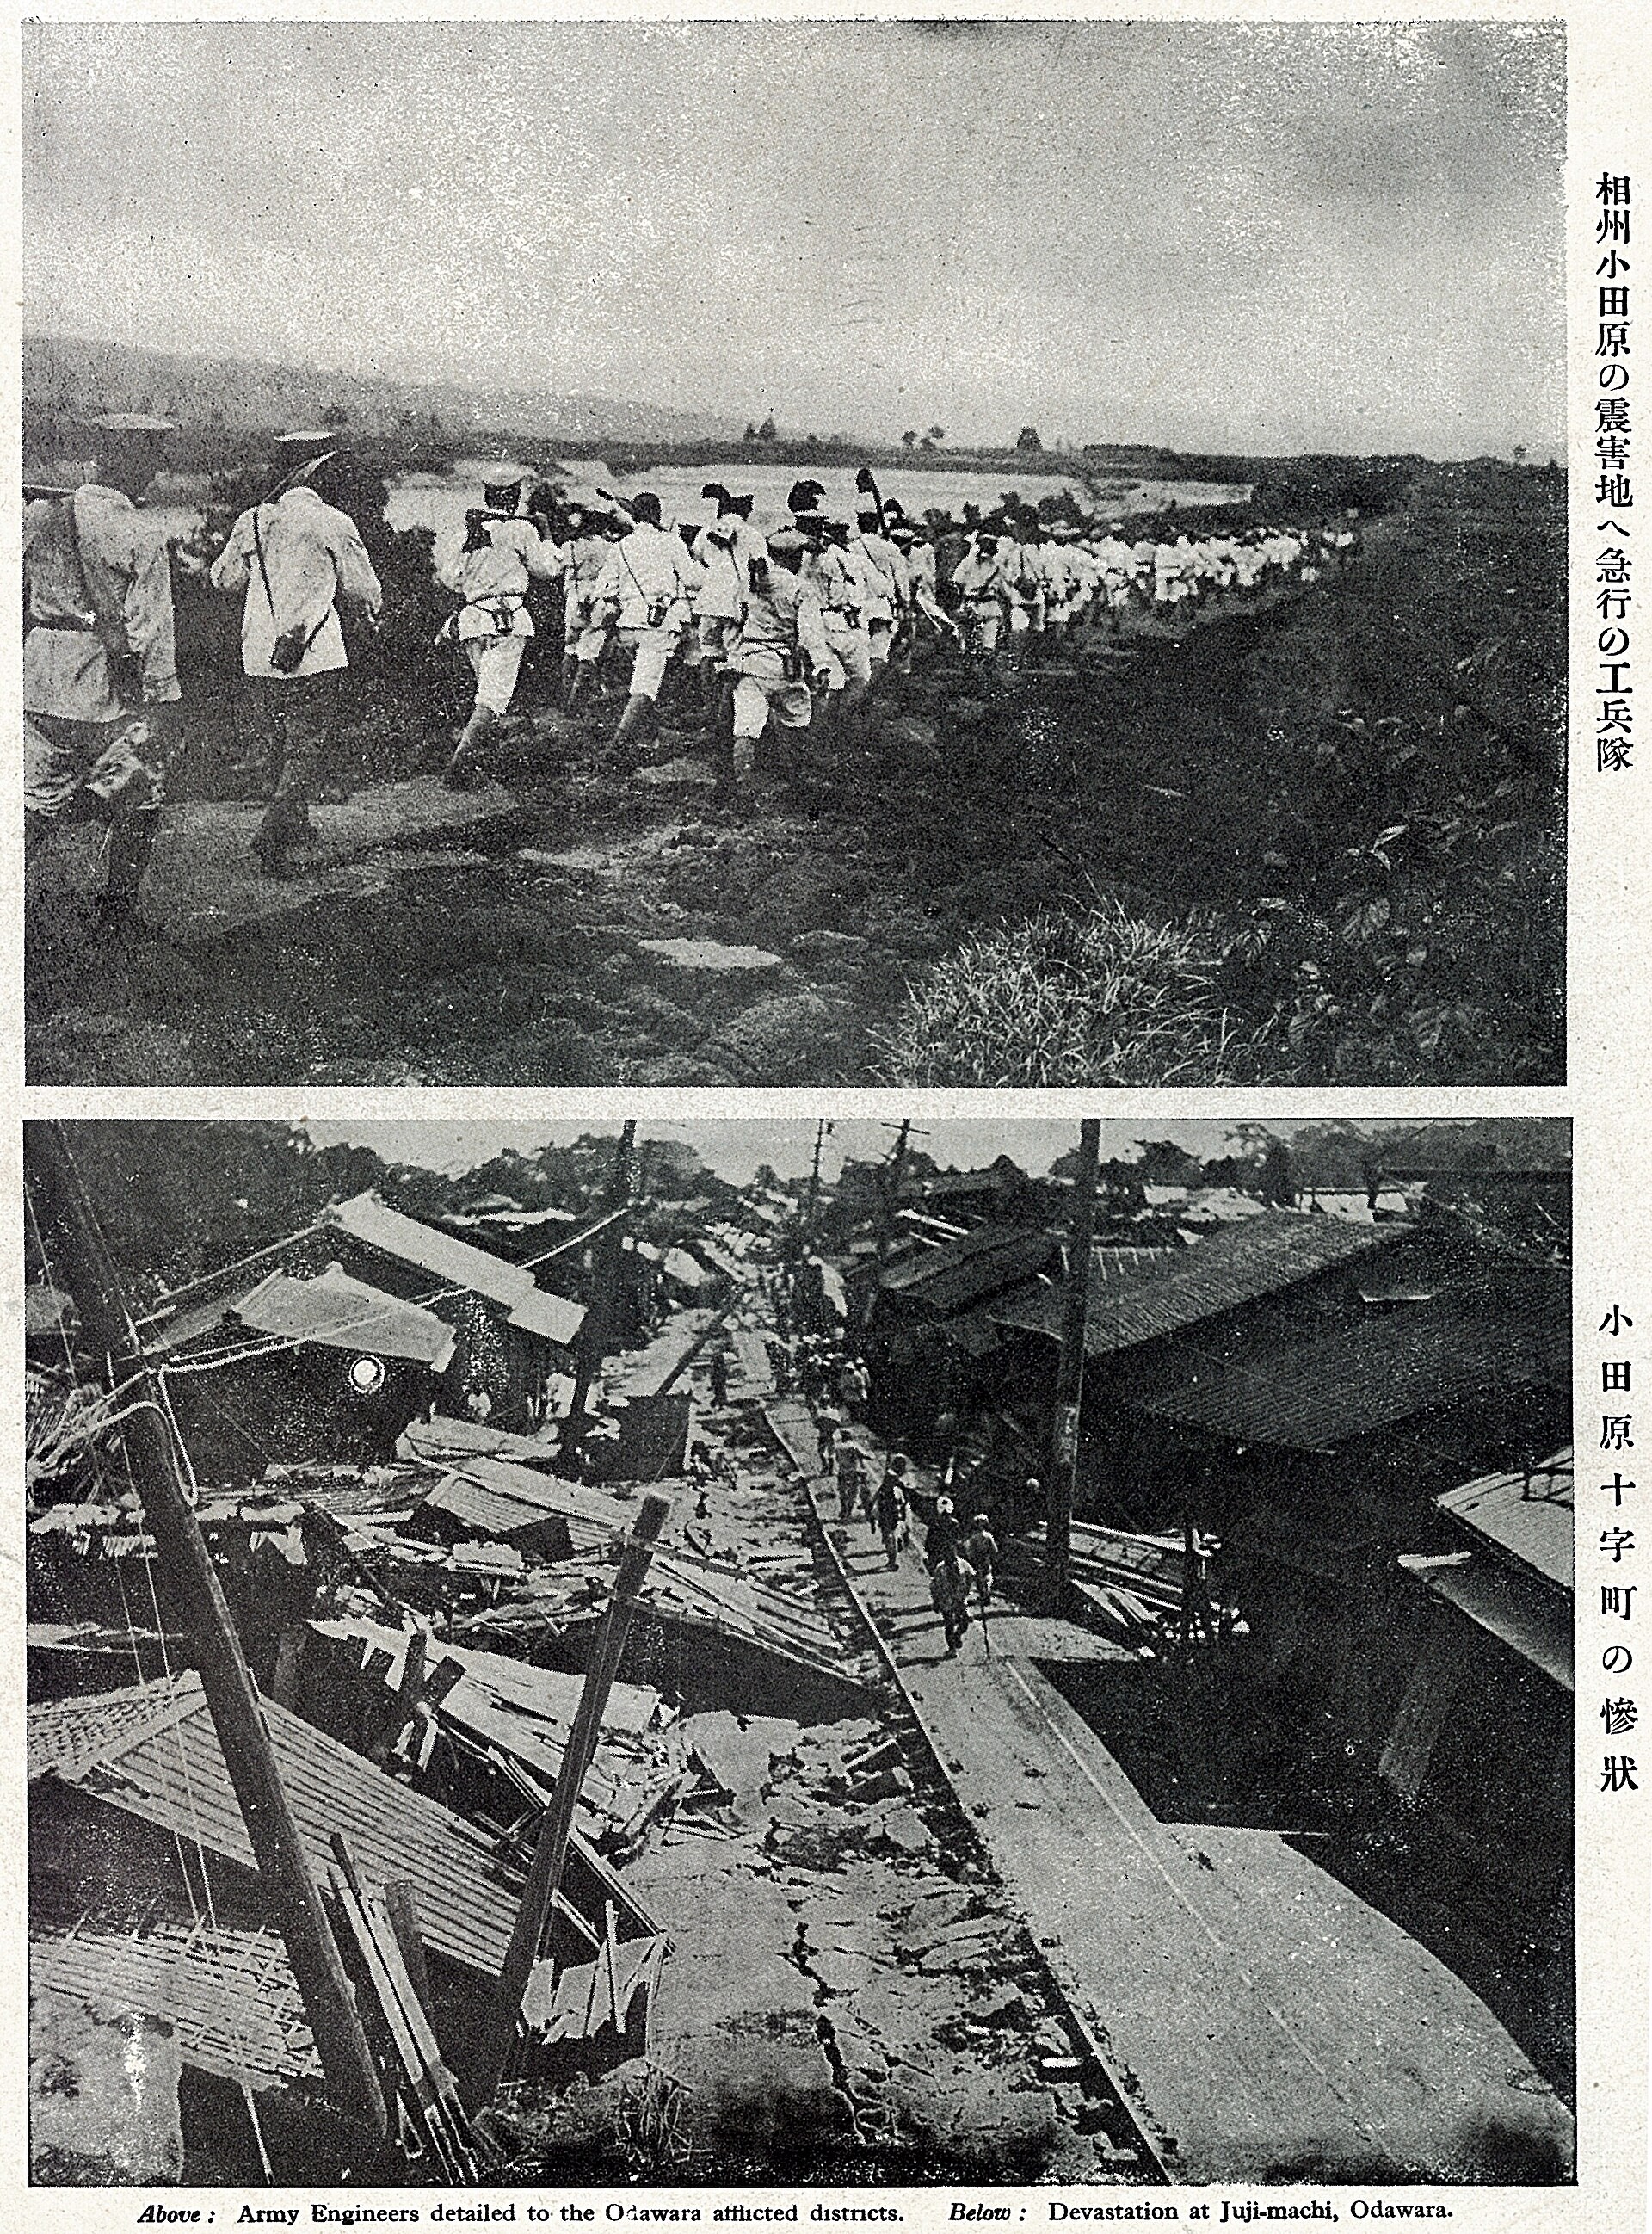 相州小田原の震害地へ急行の工兵隊
小田原十字町の慘狀
Above : Army Engineers detailed to the Odawara afflicted districts. Below : Devastation at Juji-machi, Odawara.